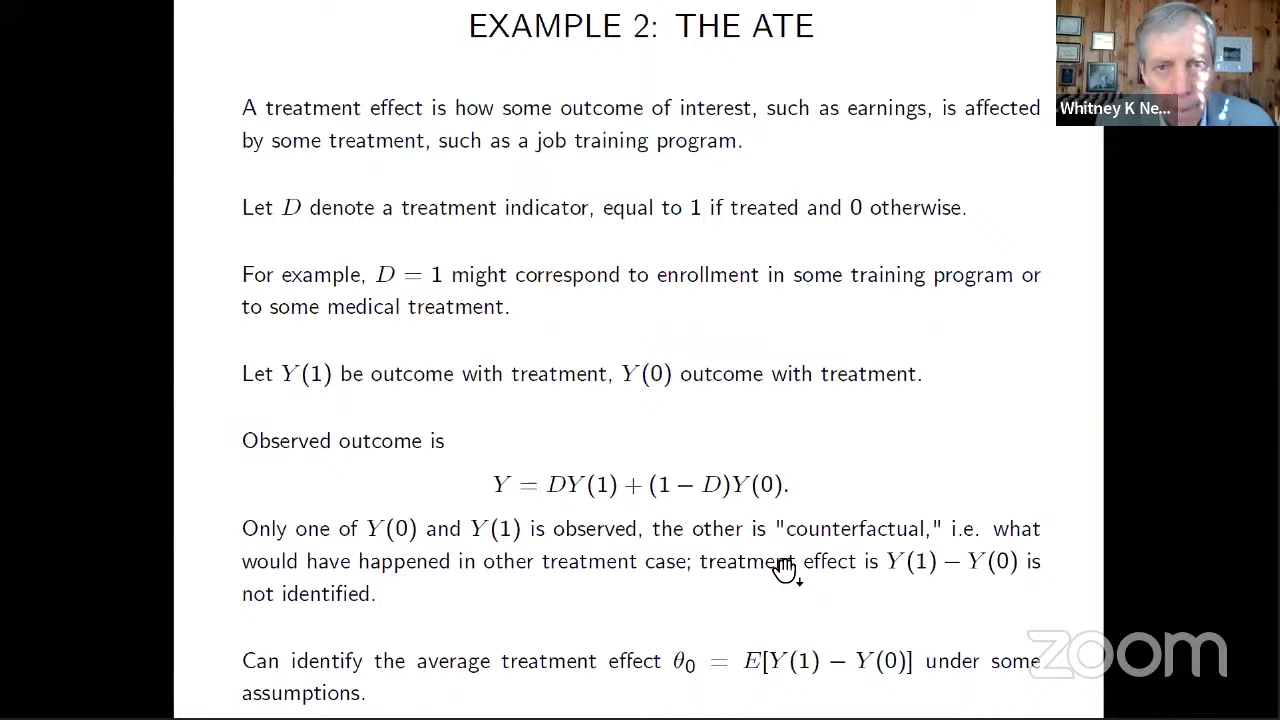 EXAMPLE 2: THE ATE
Whitney K Ne...
A treatment effect is how some outcome of interest, such as earnings, is affected
by some treatment, such as a job training program.
Let D denote a treatment indicator, equal to 1 if treated and 0 otherwise.
For example, D = 1 might correspond to enrollment in some training program or
to some medical treatment.
Let Y(1) be outcome with treatment, Y(0) outcome with treatment.
Observed outcome is
Y = DY(1) + (1 − D)Y(0).
Only one of Y(0) and Y(1) is observed, the other is "counterfactual," i.e. what
would have happened in other treatment case; treatment effect is Y(1) − Y(0) is
not identified.
Can identify the average treatment effect θ₀ = E[Y(1) − Y(0)] under some
assumptions.
zoom